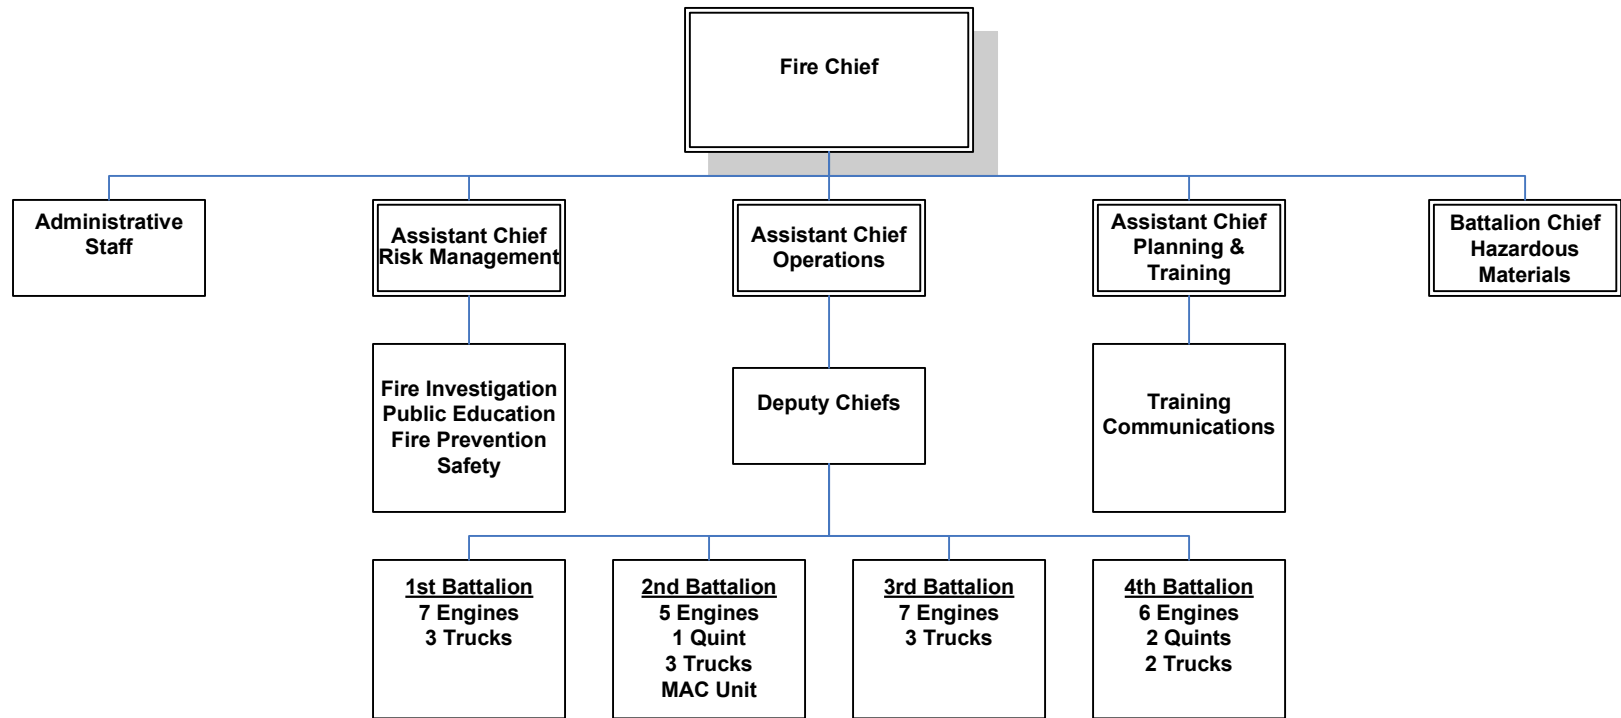 Fire Chief
Administrative
Staff
Assistant Chief
Risk Management
Assistant Chief
Operations
Assistant Chief
Planning &
Training
Battalion Chief
Hazardous
Materials
Fire Investigation
Public Education
Fire Prevention
Safety
Deputy Chiefs
Training
Communications
1st Battalion
7 Engines
3 Trucks
2nd Battalion
5 Engines
1 Quint
3 Trucks
MAC Unit
3rd Battalion
7 Engines
3 Trucks
4th Battalion
6 Engines
2 Quints
2 Trucks